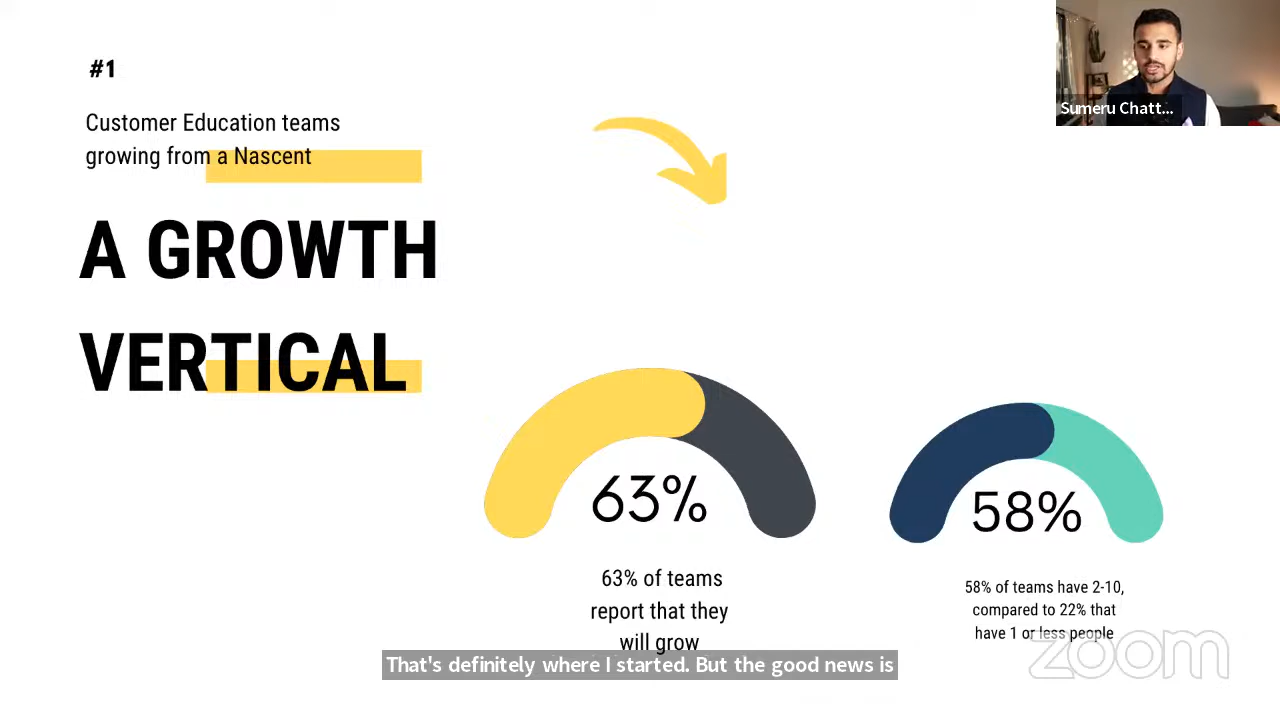 #1
Customer Education teams
growing from a Nascent
A GROWTH
VERTICAL
63%
63% of teams
report that they
will grow
58%
58% of teams have 2-10,
compared to 22% that
have 1 or less people
Sumeru Chatt...
That's definitely where I started. But the good news is
zoom